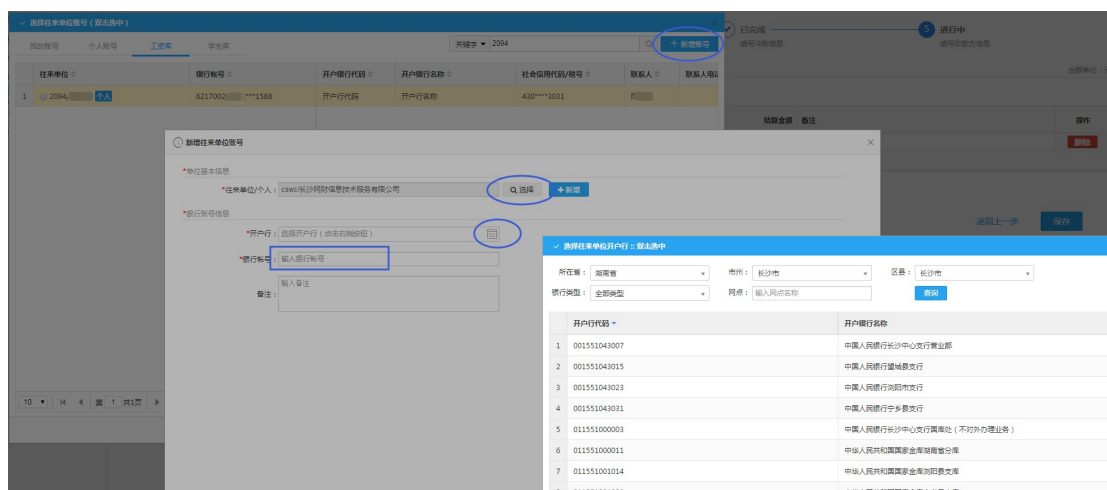 选择往来单位账号(双击选中)
我的账号 个人账号 工资库 学生库 关键字 2094 +新增账号
往来单位 银行帐号 开户银行代码 开户银行名称 社会信用代码/税号 联系人 联系人电
1 2094, 个人 6217002 ***1568 开户行代码 开户行名称 430****3031
已完成 5 进行中
填写冲账信息 填写收款方信息
金额单位:
结算金额 备注 操作
删除
返回上一步 保存
新增往来单位账号
*单位基本信息
*往来单位/个人: cswc/长沙网财信息技术服务有限公司 选择 +新增
*银行账号信息
*开户行: 选择开户行(点击右侧按钮)
*银行帐号: 输入银行帐号
备注: 输入备注
选择往来单位开户行::双击选中
所在省: 湖南省 市州: 长沙市 区县: 长沙市
银行类型: 全部类型 网点: 输入网点名称 查询
开户行代码 开户银行名称
1 001551043007 中国人民银行长沙中心支行营业部
2 001551043015 中国人民银行望城县支行
3 001551043023 中国人民银行浏阳市支行
4 001551043031 中国人民银行宁乡县支行
5 011551000003 中国人民银行长沙中心支行国库处(不对外办理业务)
6 011551000011 中华人民共和国国家金库湖南省分库
7 011551001014 中华人民共和国国家金库浏阳县支库
10 第 1 共1页